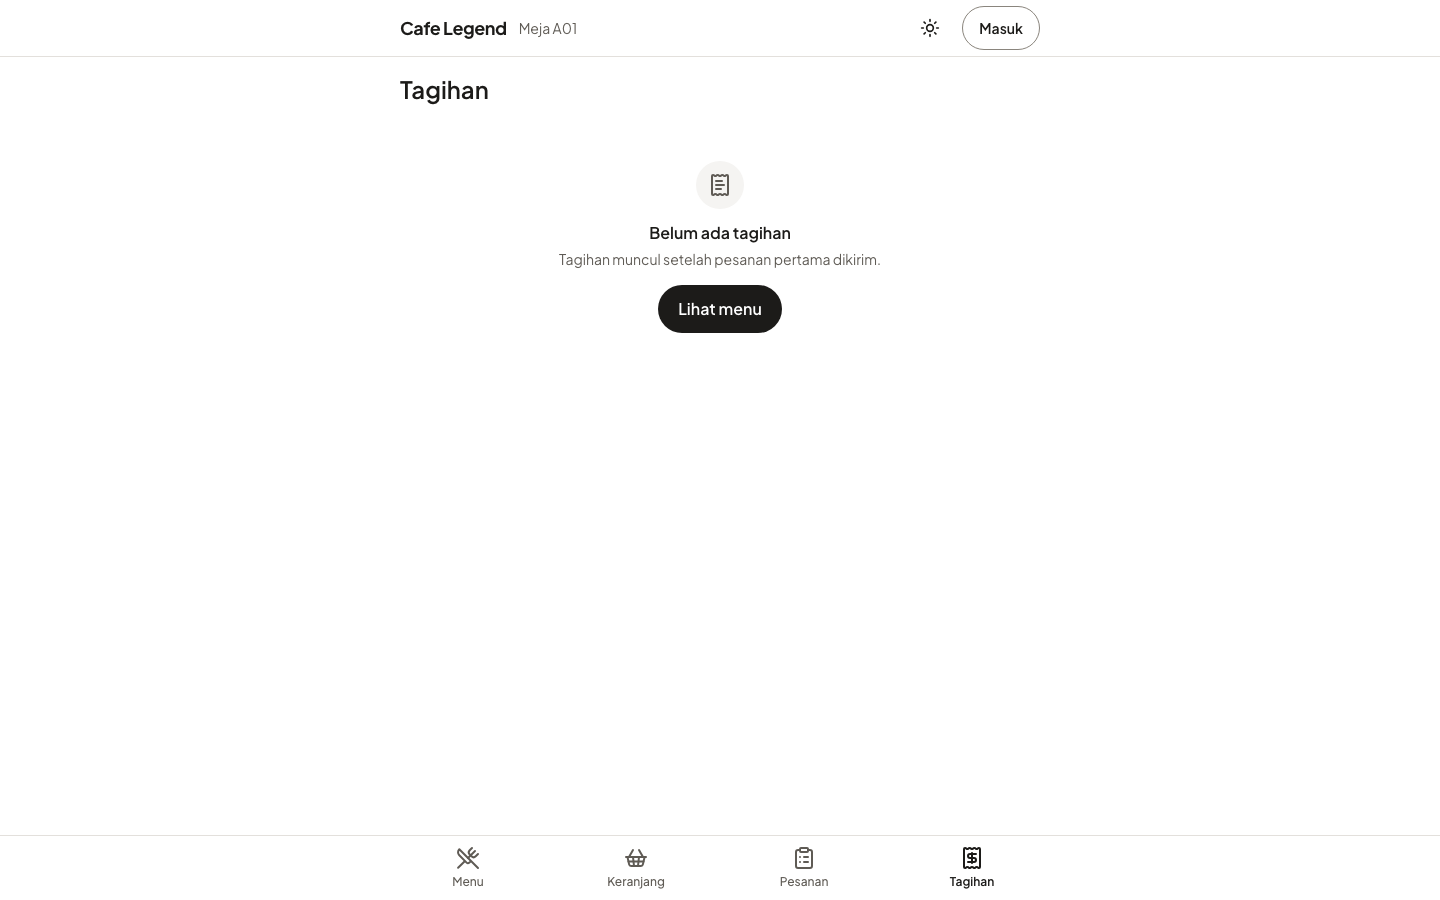 Cafe Legend Meja A01 Masuk
Tagihan
Belum ada tagihan
Tagihan muncul setelah pesanan pertama dikirim.
Lihat menu
Menu Keranjang Pesanan Tagihan